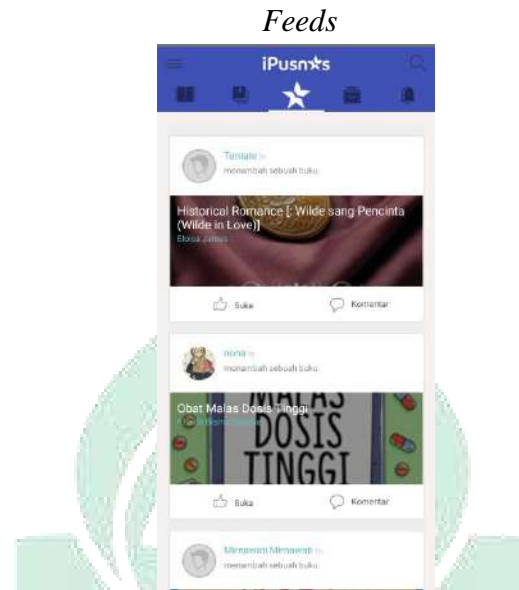 Feeds
iPusnas
Ternate
menambah sebuah buku.
Historical Romance [; Wilde sang Pencinta
(Wilde in Love)]
Eloisa James
Suka Komentar
nona
menambah sebuah buku.
Obat Malas Dosis Tinggi
MALAS
DOSIS
TINGGI
Suka Komentar
Mirnawati Mirnawati
menambah sebuah buku.